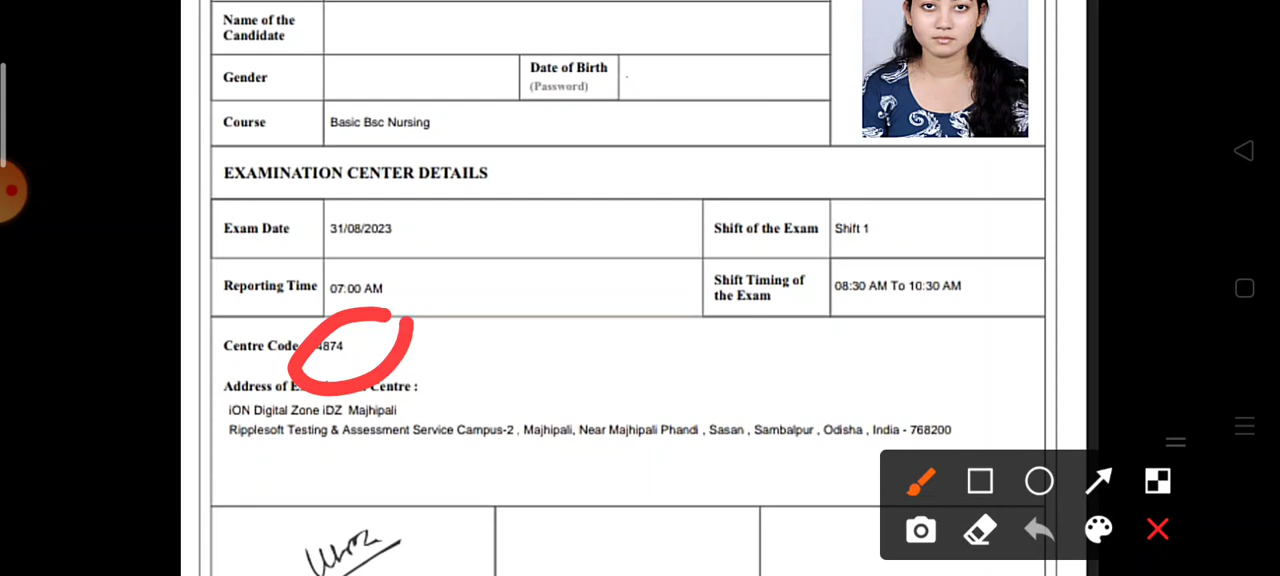 Name of the
Candidate
Gender
Date of Birth
(Password)
Course
Basic Bsc Nursing
EXAMINATION CENTER DETAILS
Exam Date
31/08/2023
Shift of the Exam
Shift 1
Reporting Time
07:00 AM
Shift Timing of
the Exam
08:30 AM To 10:30 AM
Centre Code
Address of Centre :
iON Digital Zone iDZ Majhipali
Ripplesoft Testing & Assessment Service Campus-2 , Majhipali, Near Majhipali Phandi , Sasan , Sambalpur , Odisha , India - 768200